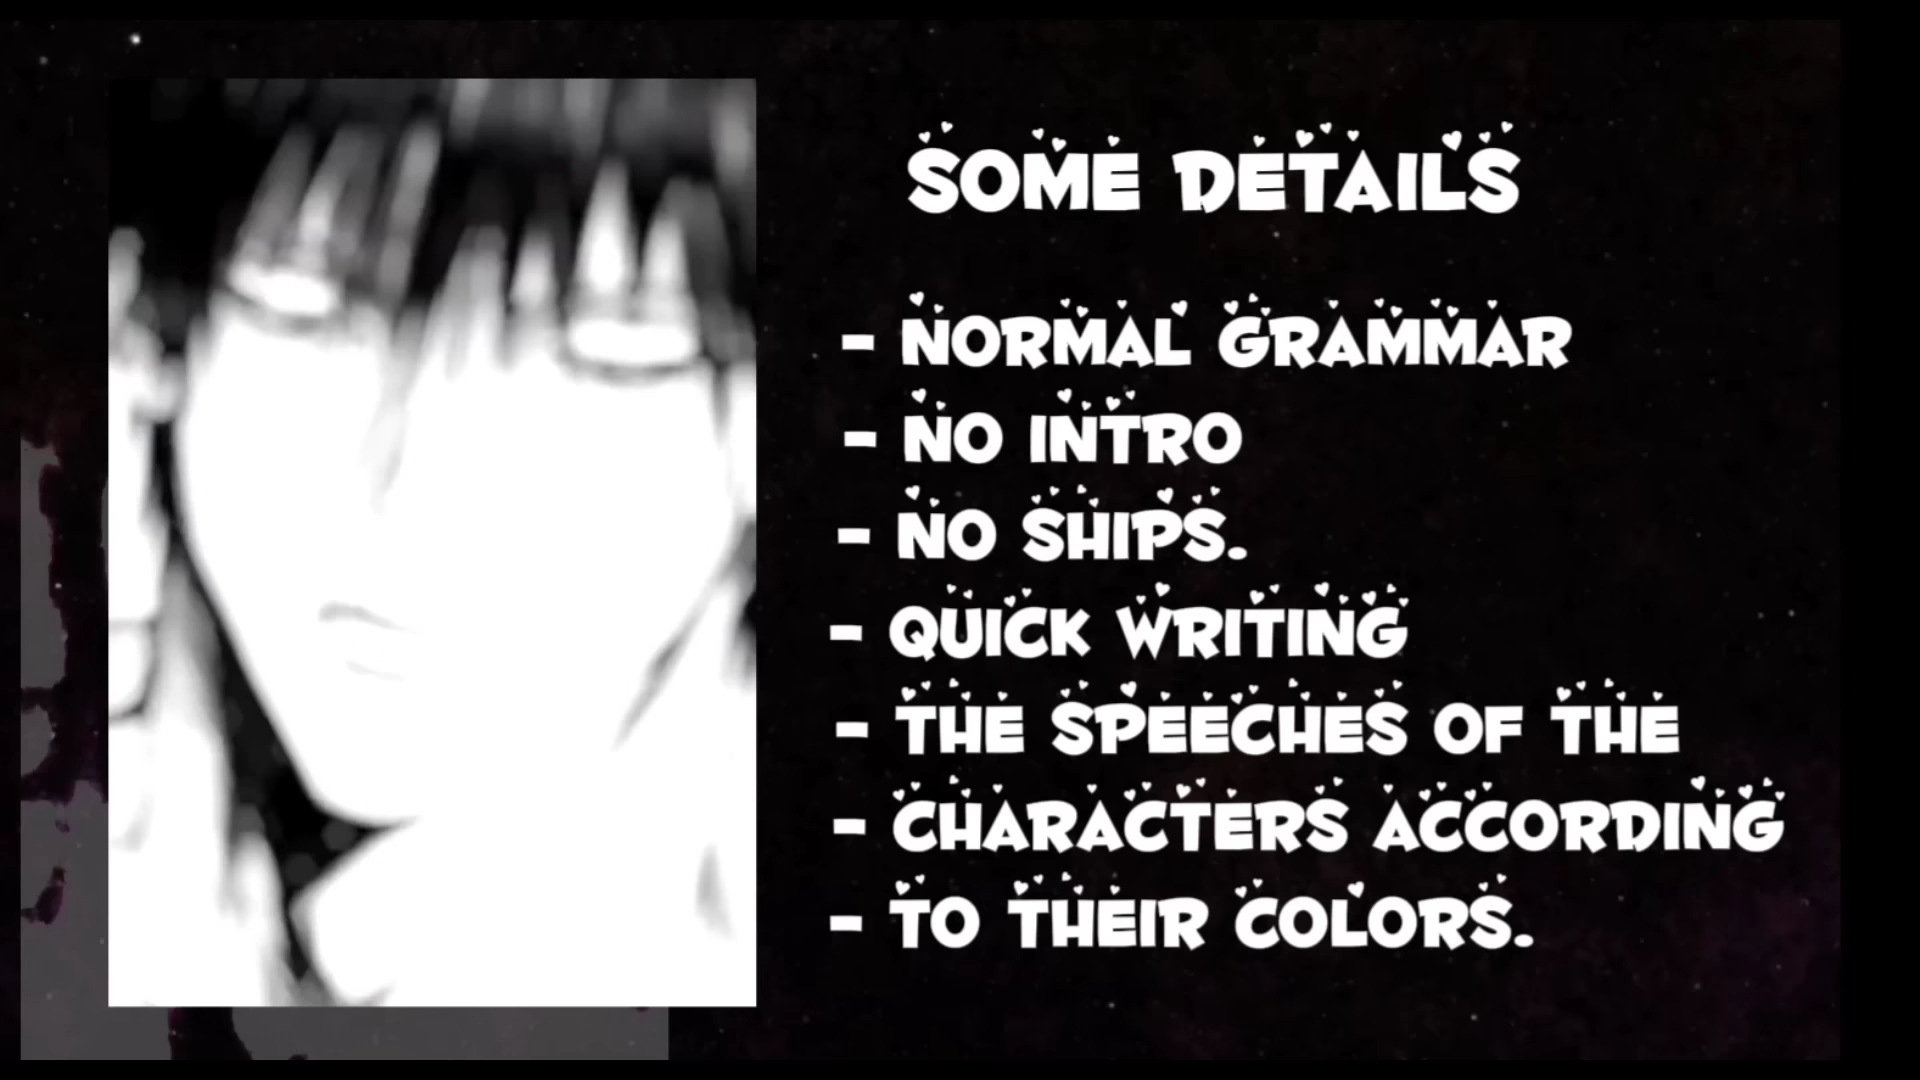 SOME DETAILS
- NORMAL GRAMMAR
- NO INTRO
- NO SHIPS.
- QUICK WRITING
- THE SPEECHES OF THE
- CHARACTERS ACCORDING
- TO THEIR COLORS.